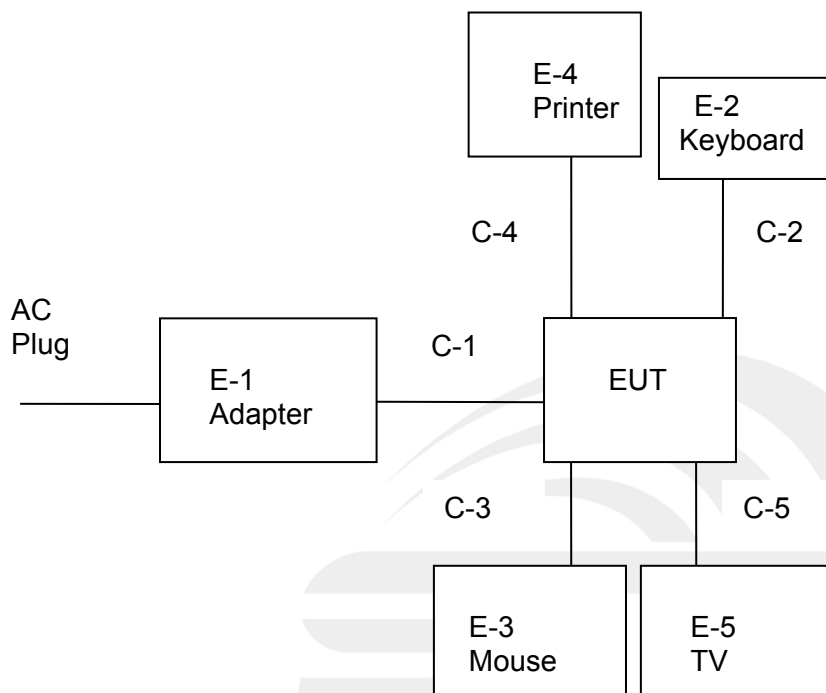 E-4
Printer
E-2
Keyboard
C-4
C-2
AC
Plug
C-1
E-1
Adapter
EUT
C-3
C-5
E-3
Mouse
E-5
TV